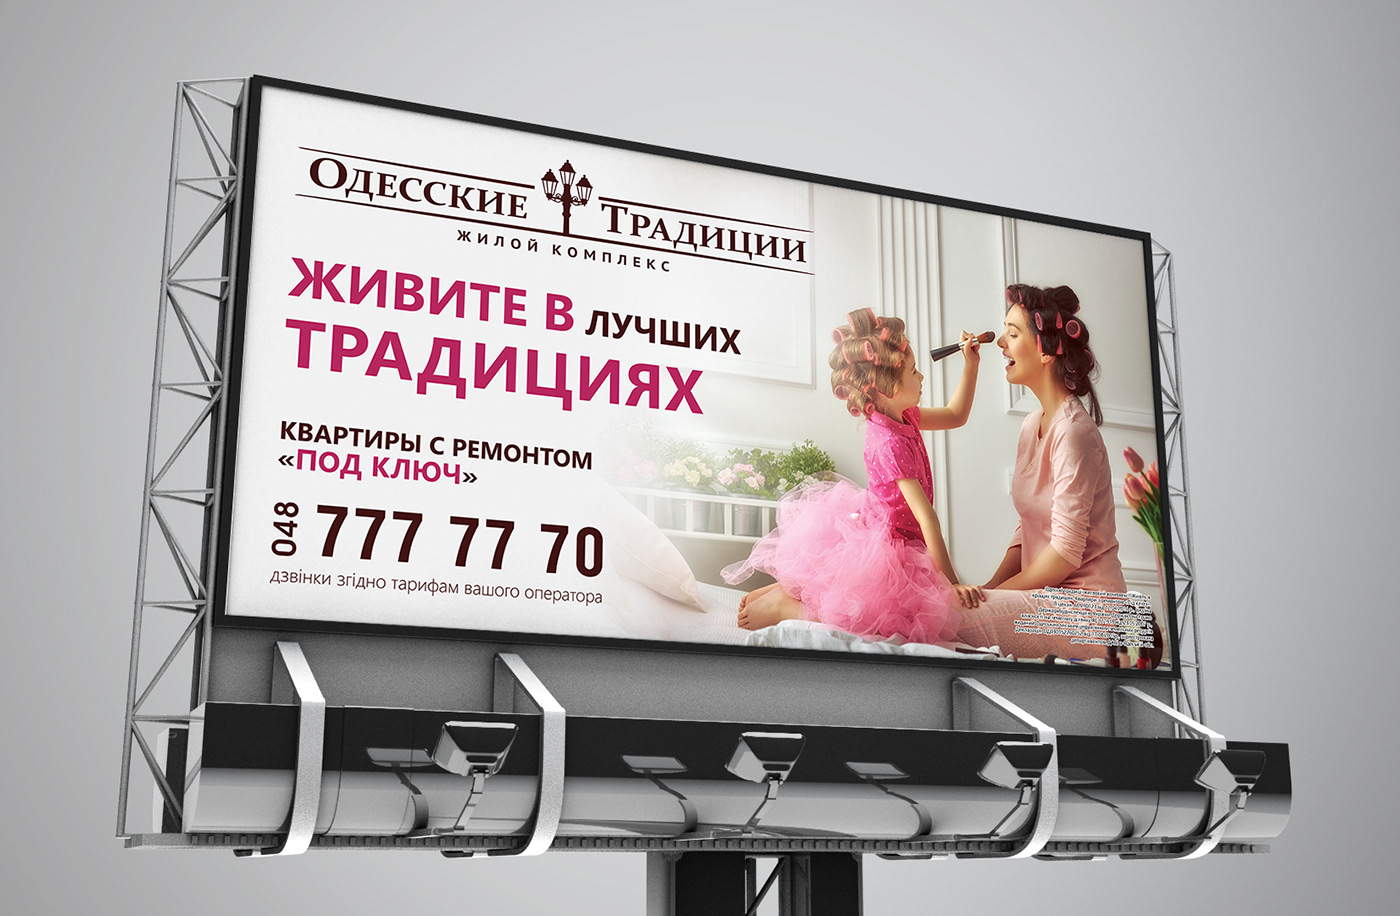 Одесские Традиции
жилой комплекс
ЖИВИТЕ В ЛУЧШИХ
ТРАДИЦИЯХ
КВАРТИРЫ С РЕМОНТОМ
«ПОД КЛЮЧ»
048 777 77 70
дзвінки згідно тарифам вашого оператора